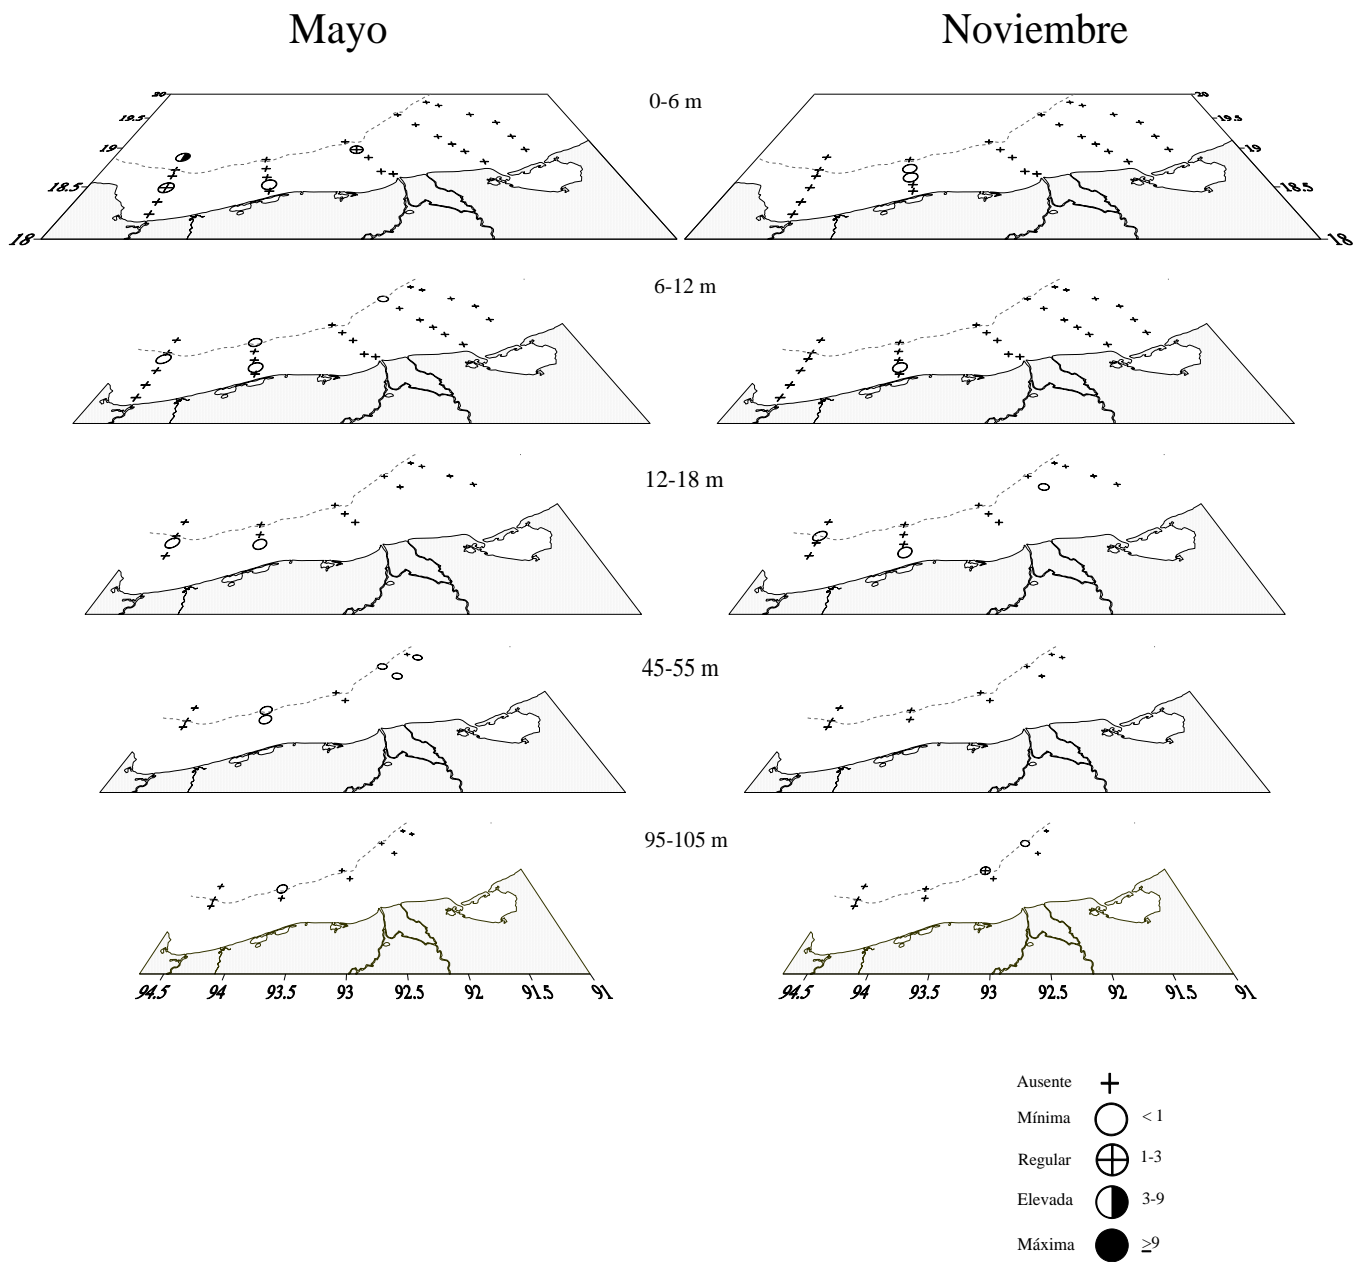 Mayo
Noviembre
0-6 m
20
19.5
19
18.5
18
20
19.5
19
18.5
18
6-12 m
12-18 m
45-55 m
95-105 m
94.5 94 93.5 93 92.5 92 91.5 91
94.5 94 93.5 93 92.5 92 91.5 91
Ausente
Mínima < 1
Regular 1-3
Elevada 3-9
Máxima ≥9